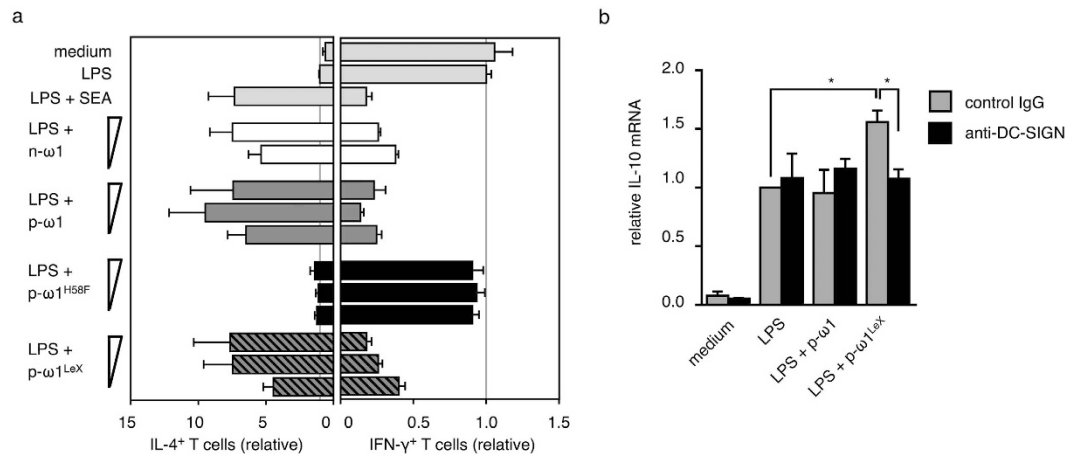 a
medium
LPS
LPS + SEA
LPS +
n-ω1
LPS +
p-ω1
LPS +
p-ω1ᴴ⁵⁸ᶠ
LPS +
p-ω1ᴸᵉˣ
15 10 5 0
0 0.5 1.0 1.5
IL-4⁺ T cells (relative)
IFN-γ⁺ T cells (relative)
b
relative IL-10 mRNA
2.0
1.5
1.0
0.5
0.0
* *
control IgG
anti-DC-SIGN
medium
LPS
LPS + p-ω1
LPS + p-ω1ᴸᵉˣ